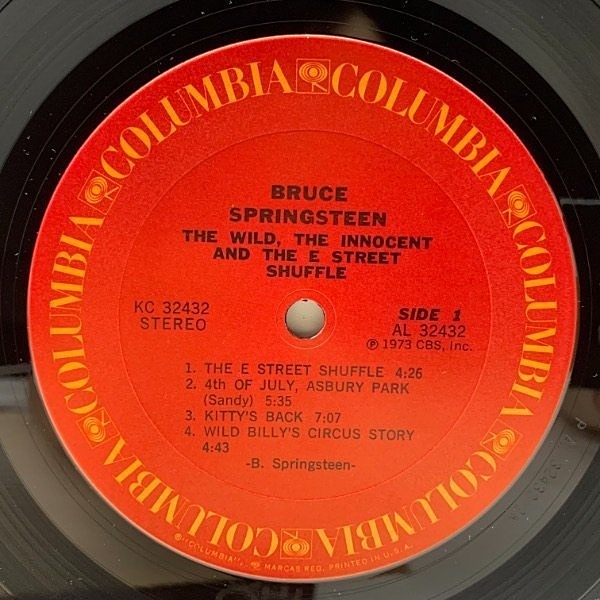 COLUMBIA COLUMBIA COLUMBIA COLUMBIA COLUMBIA COLUMBIA
BRUCE
SPRINGSTEEN
THE WILD, THE INNOCENT
AND THE E STREET
SHUFFLE
KC 32432
STEREO
SIDE 1
AL 32432
Ⓟ 1973 CBS, Inc.
1. THE E STREET SHUFFLE 4:26
2. 4th OF JULY, ASBURY PARK
(Sandy) 5:35
3. KITTY'S BACK 7:07
4. WILD BILLY'S CIRCUS STORY
4:43
-B. Springsteen-
® "COLUMBIA", MARCAS REG. PRINTED IN U.S.A.